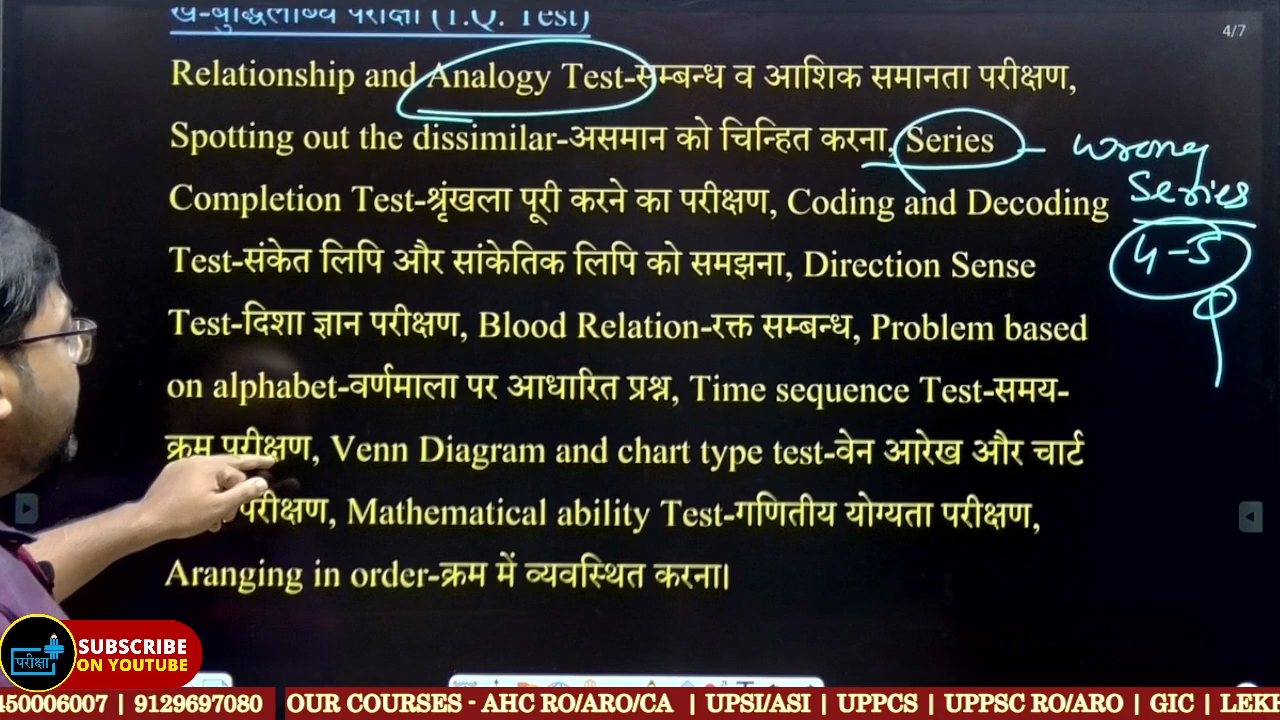 ख-बुद्धिलब्धि परीक्षा (I.Q. Test)
4/7
Relationship and Analogy Test-सम्बन्ध व आशिक समानता परीक्षण,
Spotting out the dissimilar-असमान को चिन्हित करना, Series
wrong
Series
4-5
Completion Test-श्रृंखला पूरी करने का परीक्षण, Coding and Decoding
Test-संकेत लिपि और सांकेतिक लिपि को समझना, Direction Sense
Test-दिशा ज्ञान परीक्षण, Blood Relation-रक्त सम्बन्ध, Problem based
on alphabet-वर्णमाला पर आधारित प्रश्न, Time sequence Test-समय-
क्रम परीक्षण, Venn Diagram and chart type test-वेन आरेख और चार्ट
परीक्षण, Mathematical ability Test-गणितीय योग्यता परीक्षण,
Aranging in order-क्रम में व्यवस्थित करना।
परीक्षा
SUBSCRIBE
ON YOUTUBE
450006007 | 9129697080 OUR COURSES - AHC RO/ARO/CA | UPSI/ASI | UPPCS | UPPSC RO/ARO | GIC | LEKH